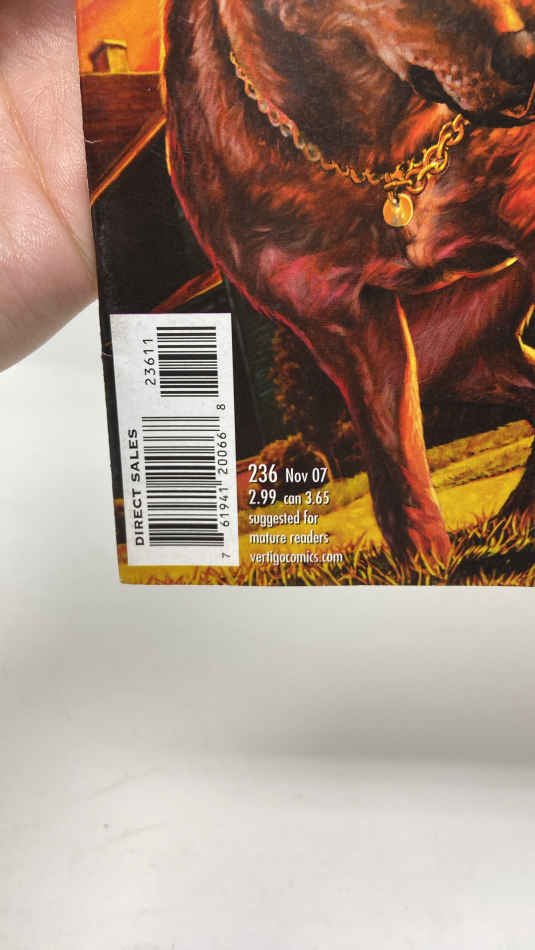 23611
DIRECT SALES
7 61941 20066 8
236 Nov 07
2.99 can 3.65
suggested for
mature readers
vertigocomics.com